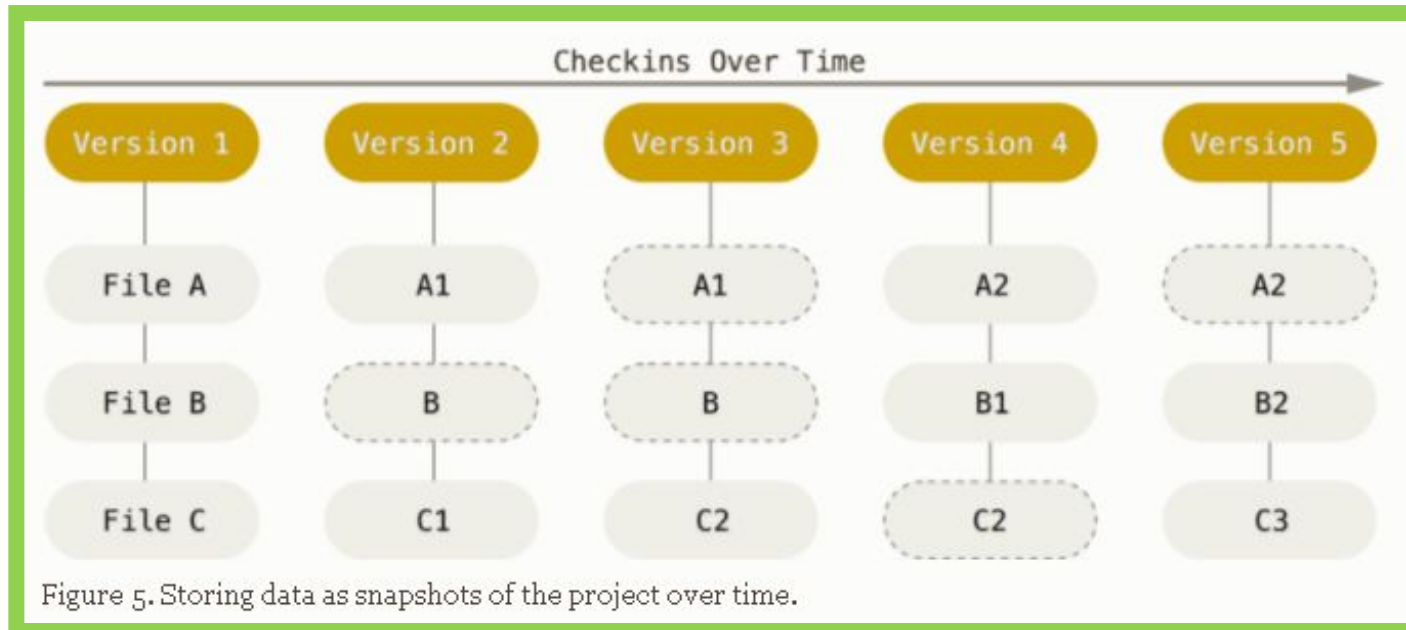 Checkins Over Time
Version 1 Version 2 Version 3 Version 4 Version 5
File A A1 A1 A2 A2
File B B B B1 B2
File C C1 C2 C2 C3
Figure 5. Storing data as snapshots of the project over time.